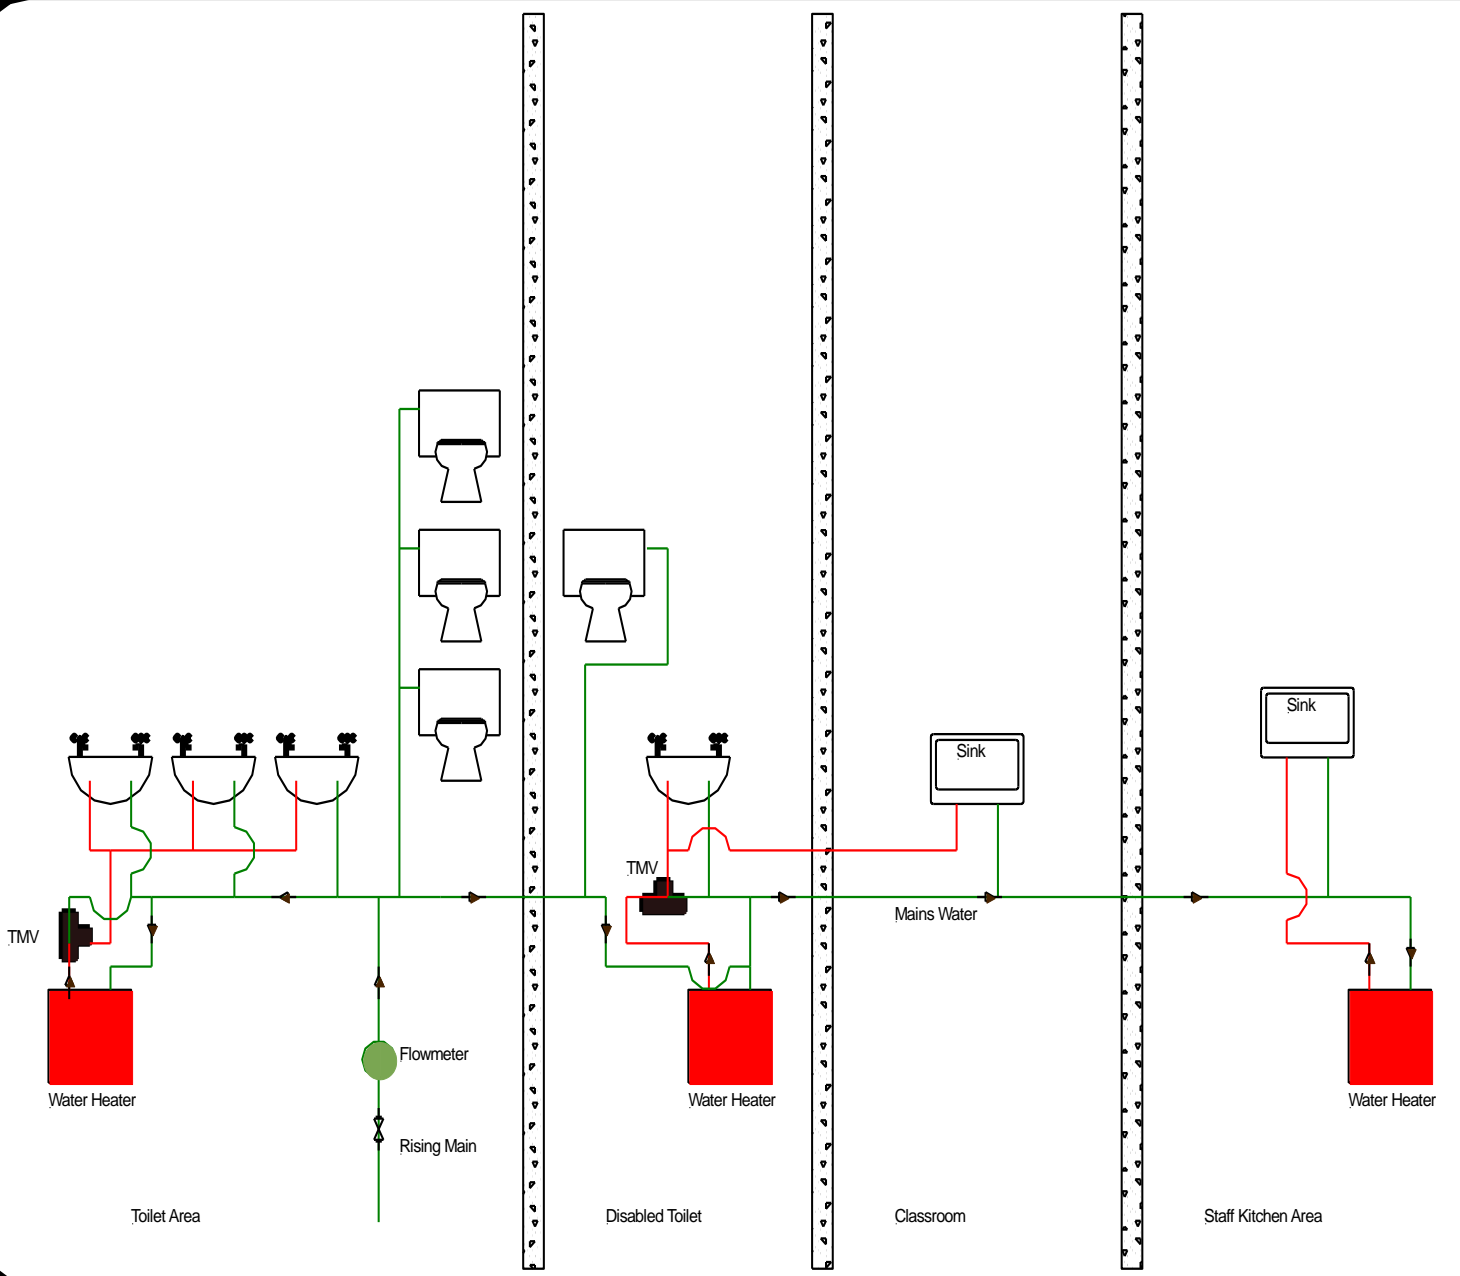 Sink
Sink
TMV
Mains Water
TMV
Flowmeter
Water Heater
Water Heater
Water Heater
Rising Main
Toilet Area
Disabled Toilet
Classroom
Staff Kitchen Area